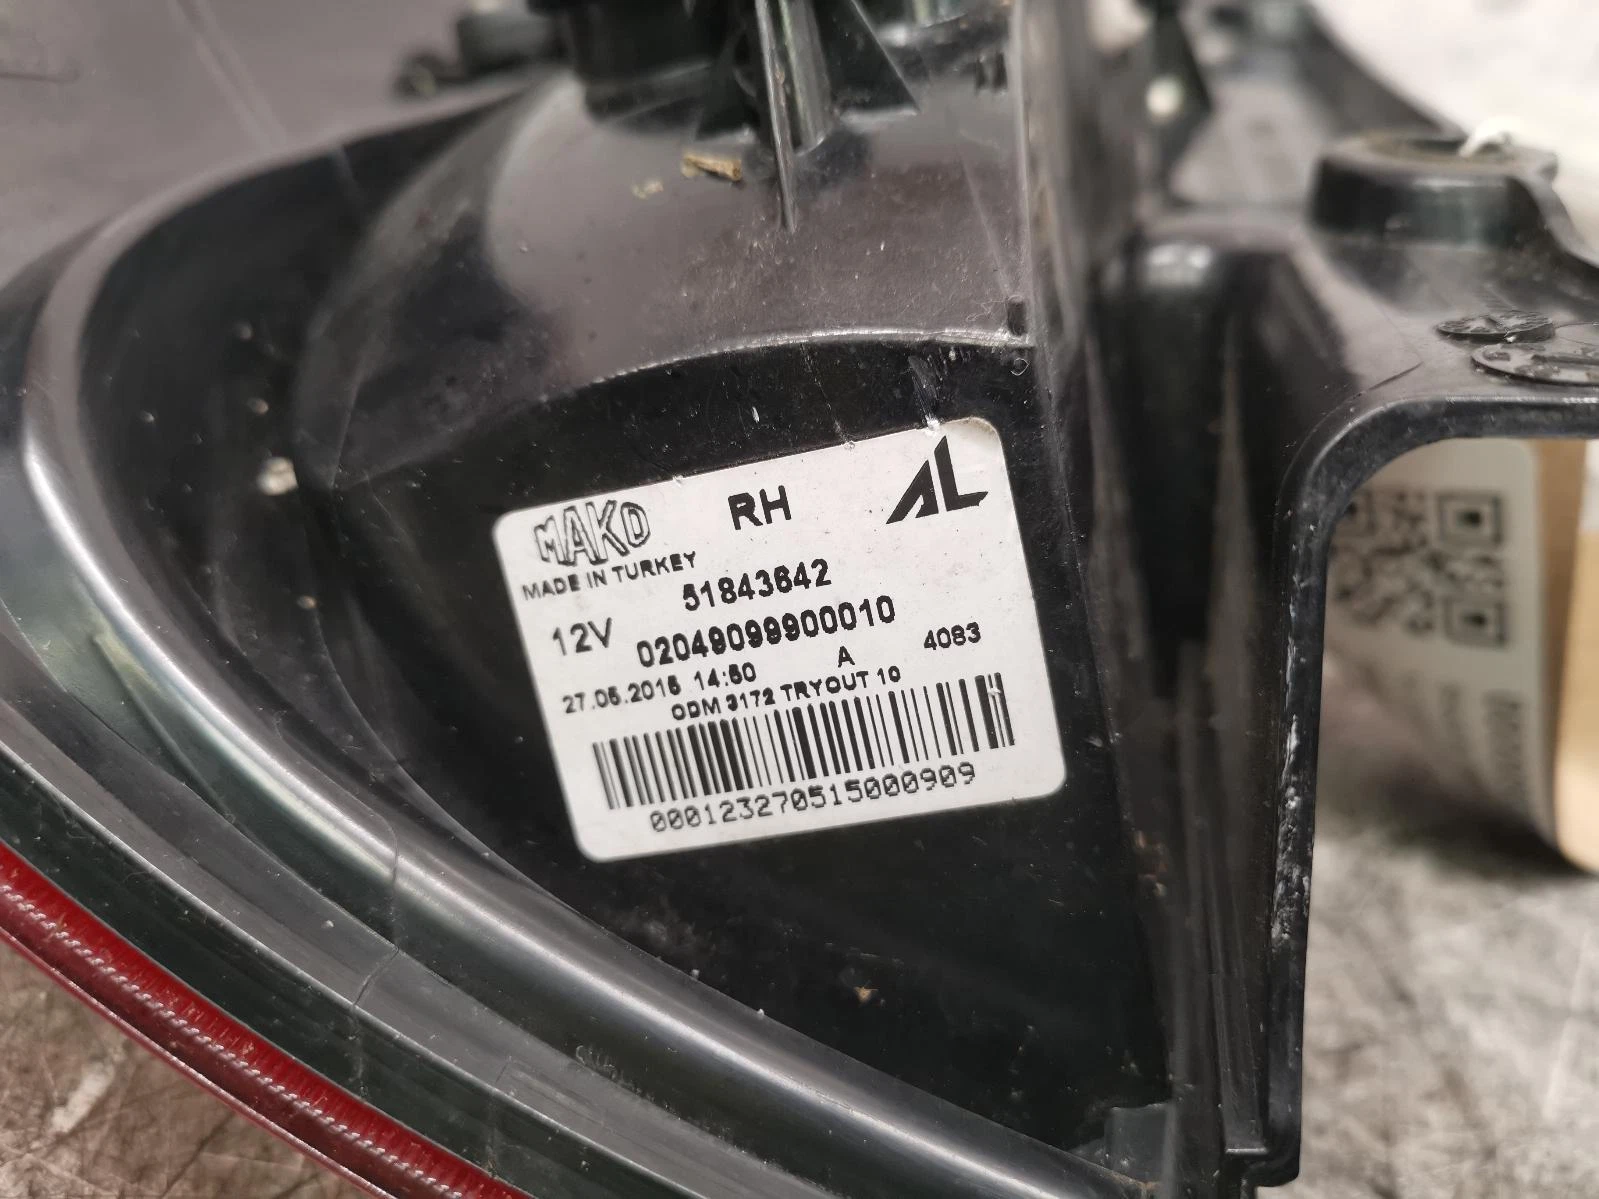 MAKO RH AL
MADE IN TURKEY
51843642
12V 02049099900010
27.05.2015 14:50 A 4083
ODM 3172 TRYOUT 10
000123270515000909